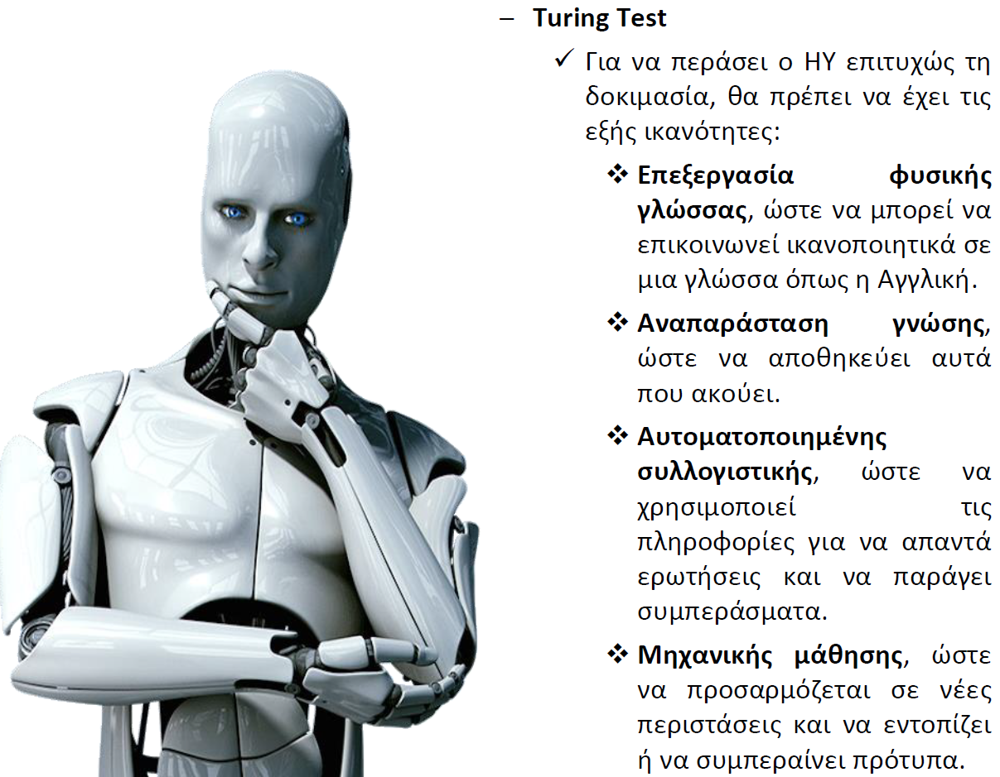 – Turing Test
✓ Για να περάσει ο ΗΥ επιτυχώς τη
δοκιμασία, θα πρέπει να έχει τις
εξής ικανότητες:
❖ Επεξεργασία φυσικής
γλώσσας, ώστε να μπορεί να
επικοινωνεί ικανοποιητικά σε
μια γλώσσα όπως η Αγγλική.
❖ Αναπαράσταση γνώσης,
ώστε να αποθηκεύει αυτά
που ακούει.
❖ Αυτοματοποιημένης
συλλογιστικής, ώστε να
χρησιμοποιεί τις
πληροφορίες για να απαντά
ερωτήσεις και να παράγει
συμπεράσματα.
❖ Μηχανικής μάθησης, ώστε
να προσαρμόζεται σε νέες
περιστάσεις και να εντοπίζει
ή να συμπεραίνει πρότυπα.